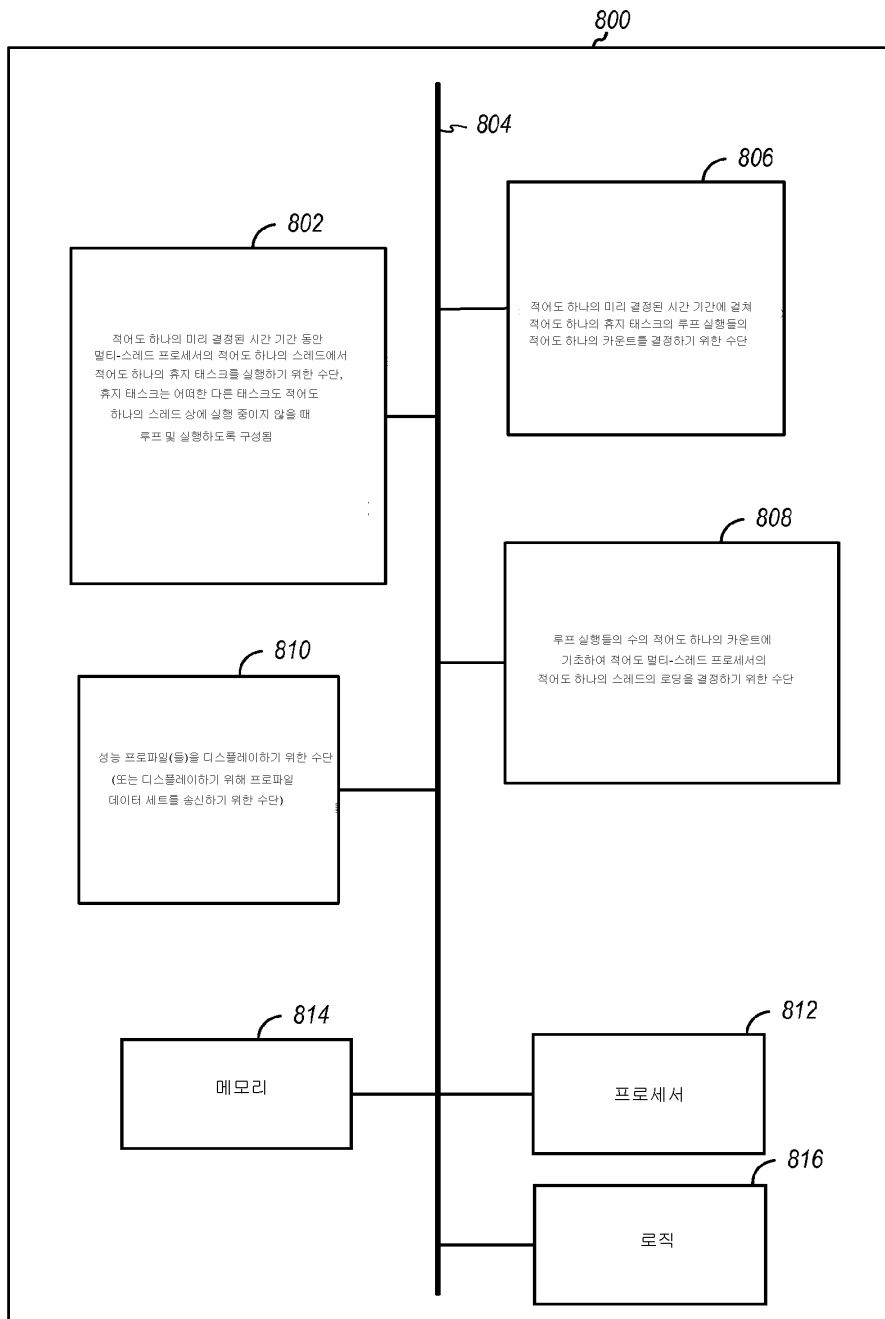 800
804
806
적어도 하나의 미리 결정된 시간 기간에 걸쳐
적어도 하나의 휴지 태스크의 루프 실행들의
적어도 하나의 카운트를 결정하기 위한 수단
802
적어도 하나의 미리 결정된 시간 기간 동안
멀티-스레드 프로세서의 적어도 하나의 스레드에서
적어도 하나의 휴지 태스크를 실행하기 위한 수단,
휴지 태스크는 어떠한 다른 태스크도 적어도
하나의 스레드 상에 실행 중이지 않을 때
루프 및 실행하도록 구성됨
808
루프 실행들의 수의 적어도 하나의 카운트에
기초하여 적어도 멀티-스레드 프로세서의
적어도 하나의 스레드의 로딩을 결정하기 위한 수단
810
성능 프로파일(들)을 디스플레이하기 위한 수단
(또는 디스플레이하기 위해 프로파일
데이터 세트를 송신하기 위한 수단)
814
메모리
812
프로세서
816
로직